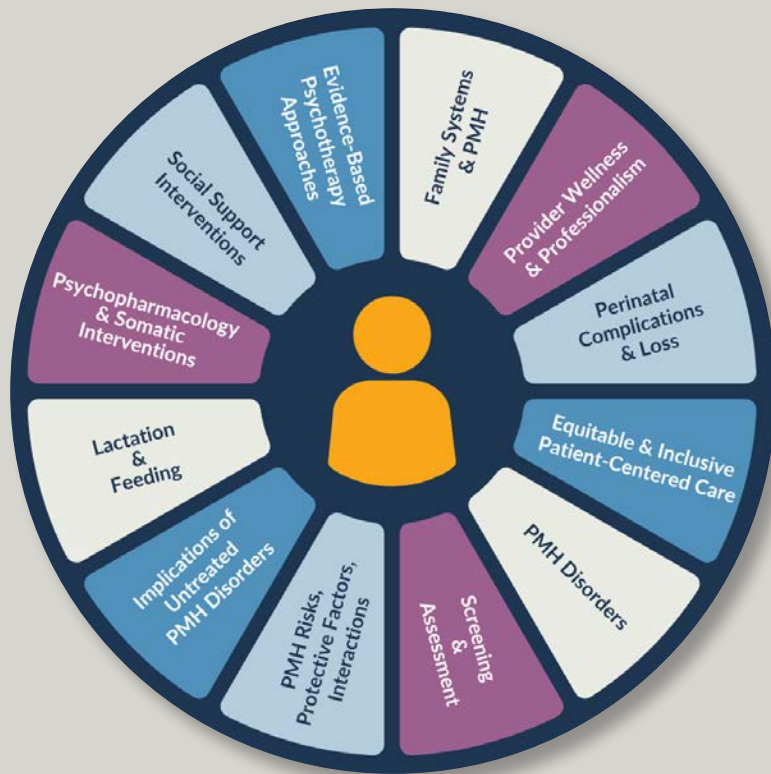 Family Systems
& PMH
Provider Wellness
& Professionalism
Perinatal
Complications
& Loss
Equitable & Inclusive
Patient-Centered Care
PMH Disorders
Screening
&
Assessment
PMH Risks,
Protective Factors,
Interactions
Implications of
Untreated
PMH Disorders
Lactation
&
Feeding
Psychopharmacology
& Somatic
Interventions
Social Support
Interventions
Evidence-Based
Psychotherapy
Approaches